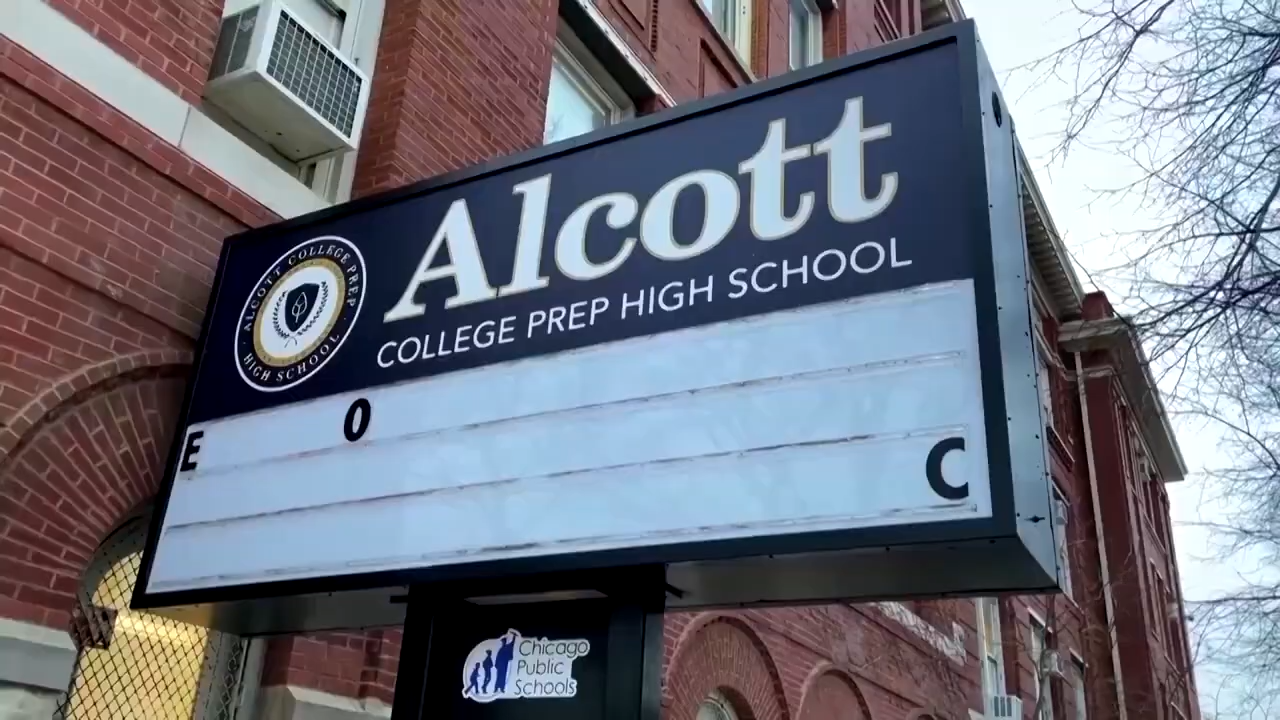 Alcott
COLLEGE PREP HIGH SCHOOL
ALCOTT COLLEGE PREP
HIGH SCHOOL
E O
C
Chicago
Public
Schools